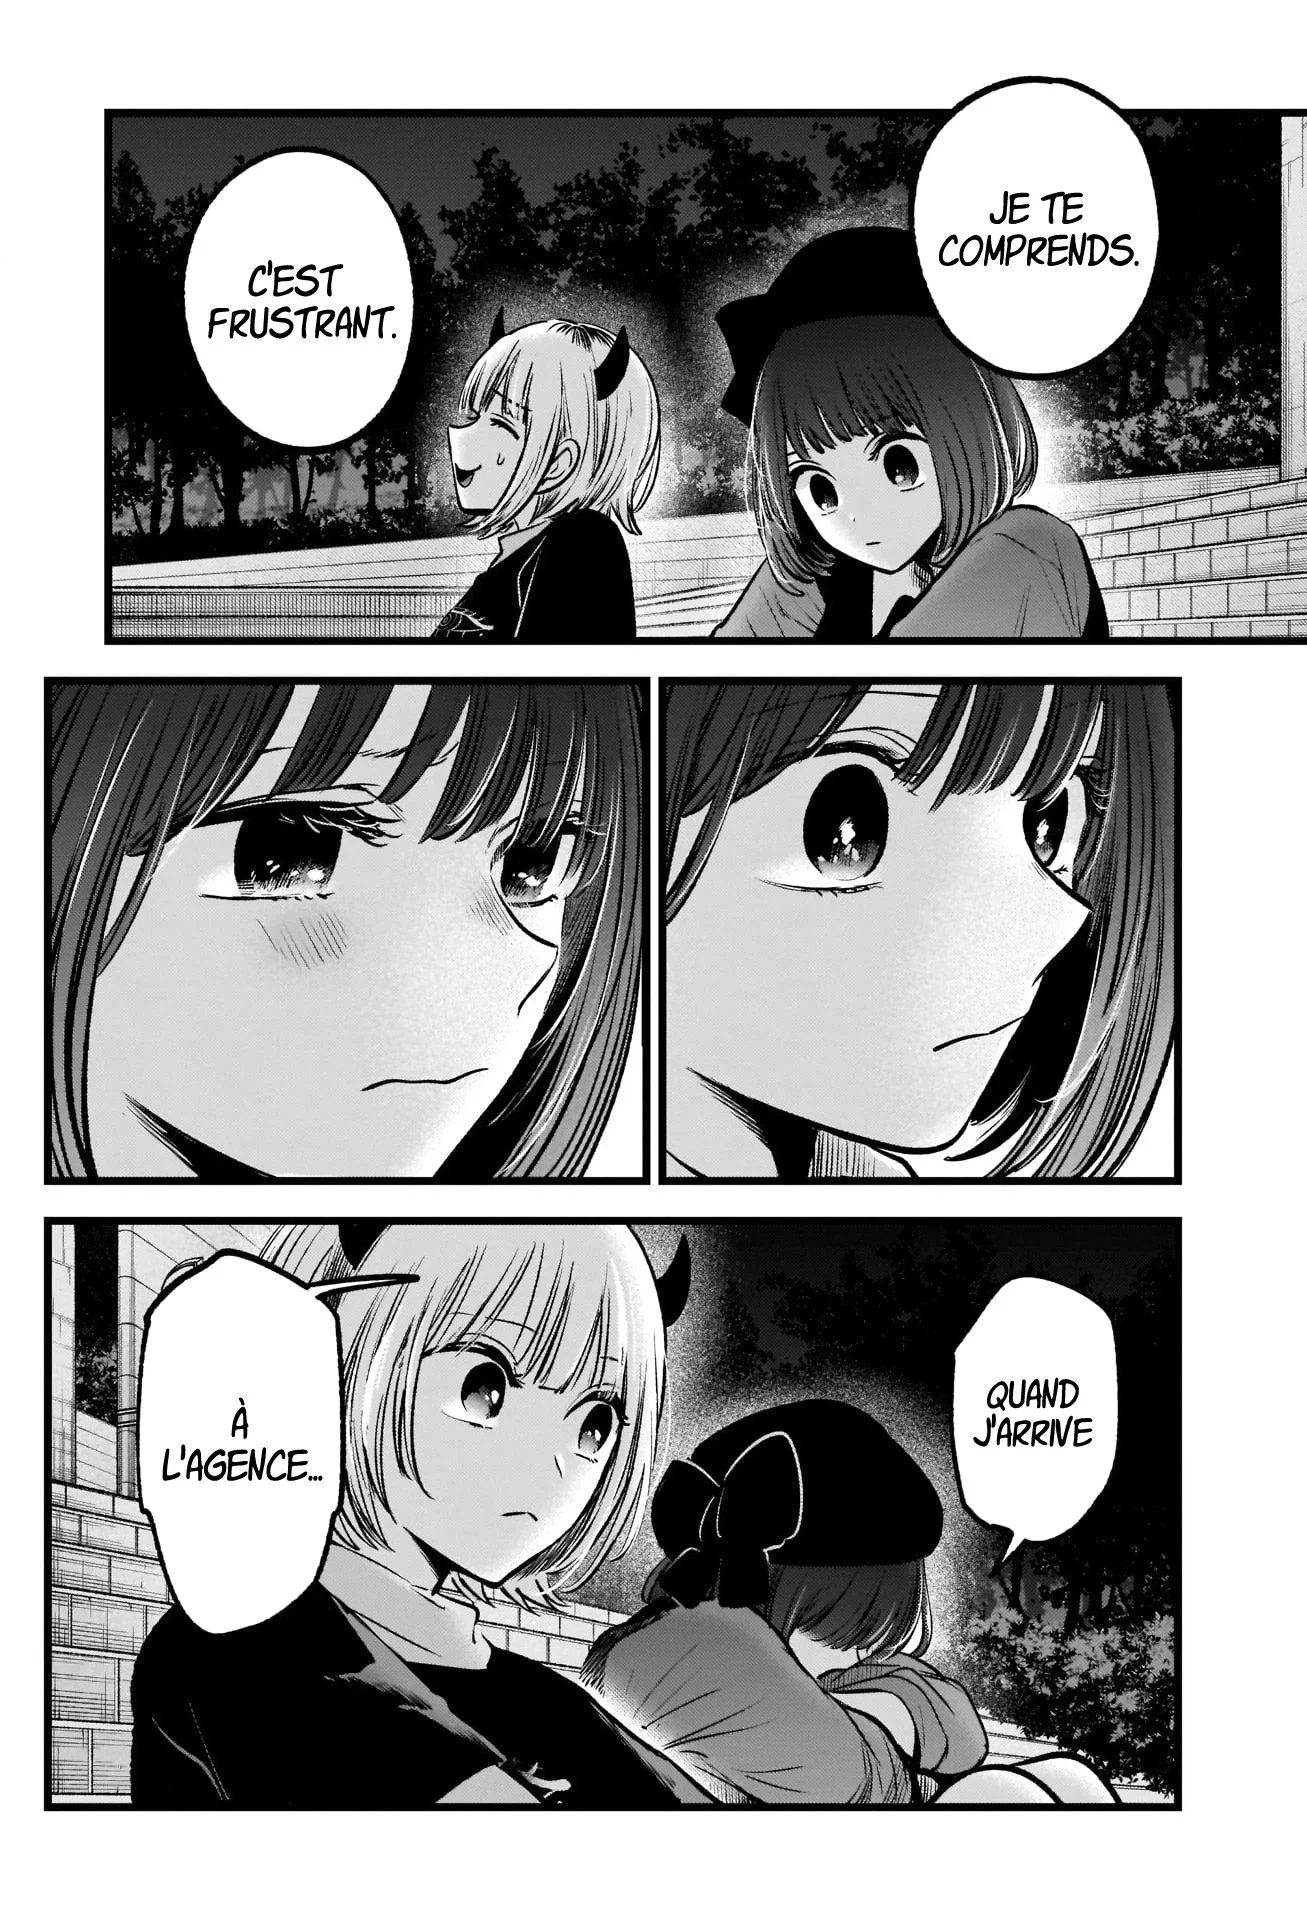 JE TE
COMPRENDS.
C'EST
FRUSTRANT.
QUAND
J'ARRIVE
À
L'AGENCE...